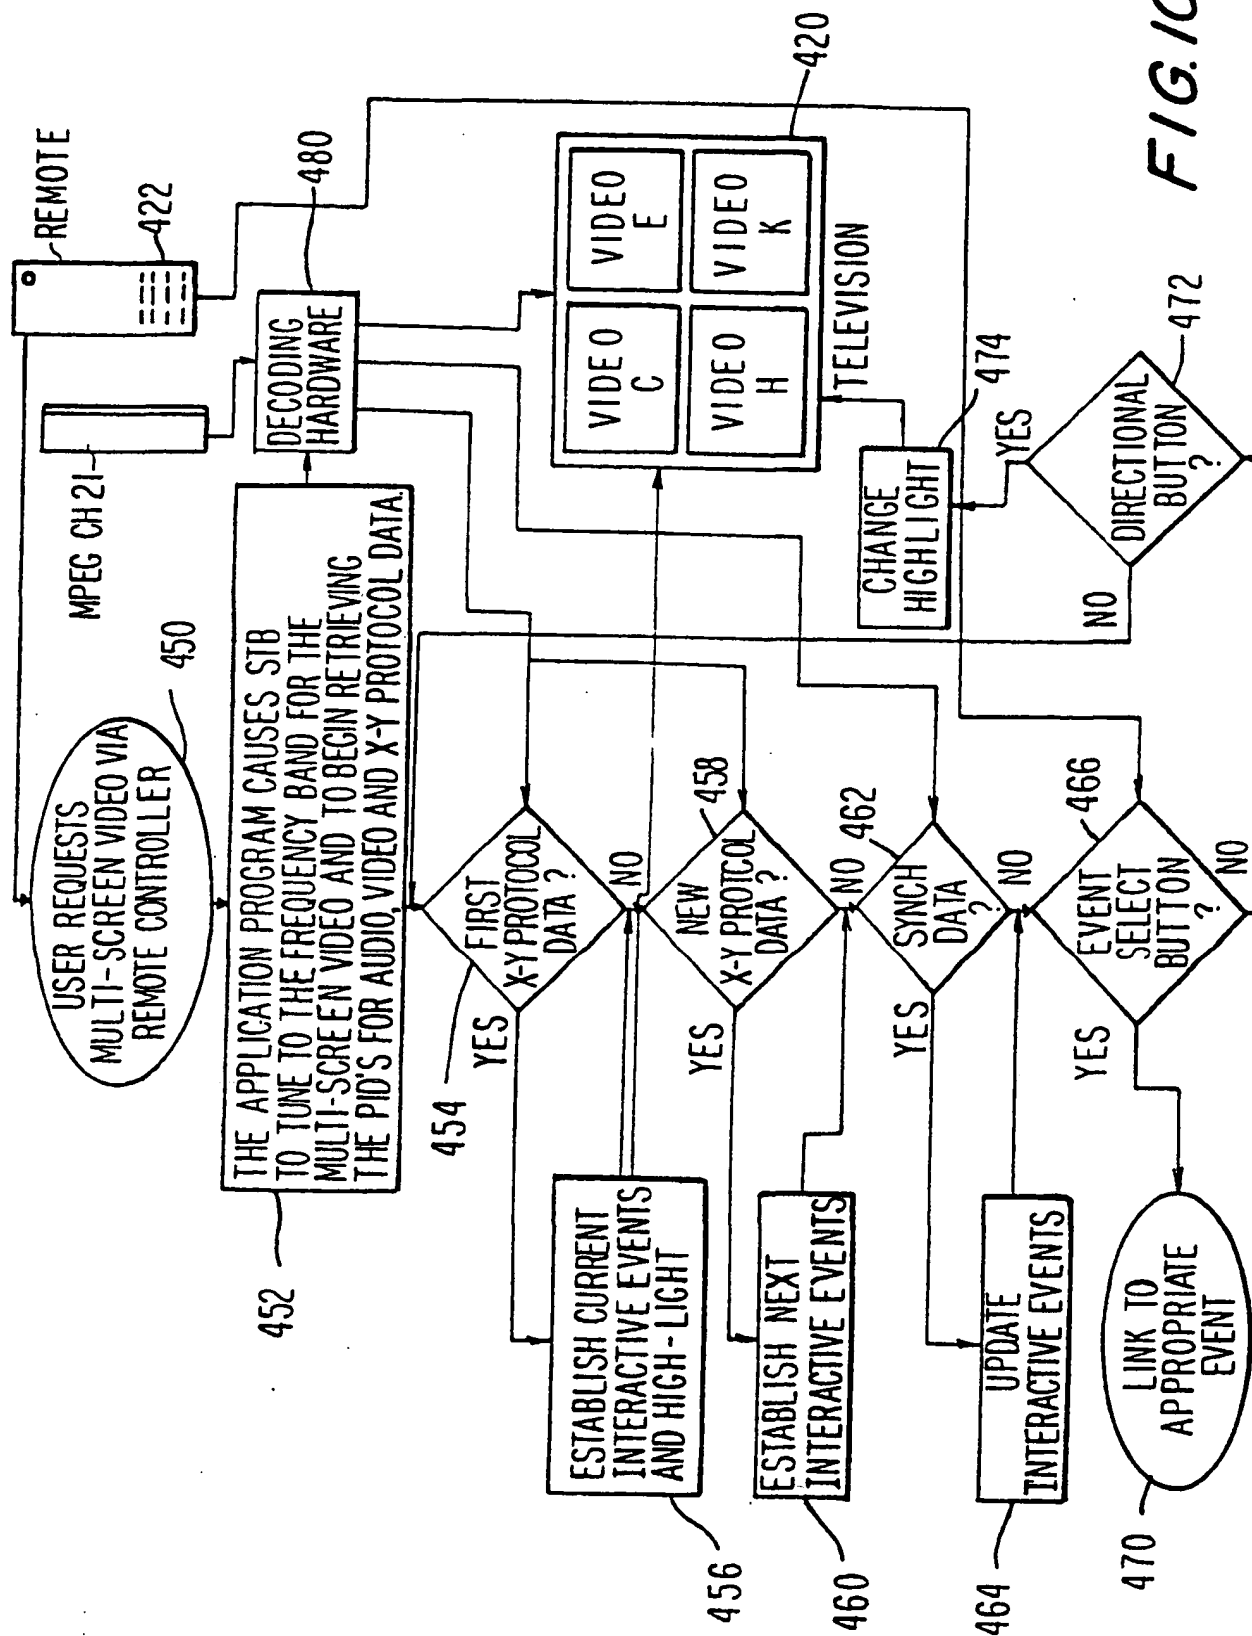 REMOTE
422
MPEG CH 21
USER REQUESTS
MULTI-SCREEN VIDEO VIA
REMOTE CONTROLLER
450
THE APPLICATION PROGRAM CAUSES STB
TO TUNE TO THE FREQUENCY BAND FOR THE
MULTI-SCREEN VIDEO AND TO BEGIN RETRIEVING
THE PID'S FOR AUDIO, VIDEO AND X-Y PROTOCOL DATA.
452
DECODING
HARDWARE
480
VIDEO
C
VIDEO
E
VIDEO
H
VIDEO
K
420
TELEVISION
454
FIRST
X-Y PROTOCOL
DATA ?
YES
NO
ESTABLISH CURRENT
INTERACTIVE EVENTS
AND HIGH-LIGHT
456
NEW
X-Y PROTCOL
DATA ?
458
YES
NO
ESTABLISH NEXT
INTERACTIVE EVENTS
460
SYNCH
DATA
?
462
YES
NO
UPDATE
INTERACTIVE EVENTS
464
CHANGE
HIGHLIGHT
474
EVENT
SELECT
BUTTON
?
466
YES
NO
LINK TO
APPROPRIATE
EVENT
470
DIRECTIONAL
BUTTON
?
472
YES
NO
FIG. 10